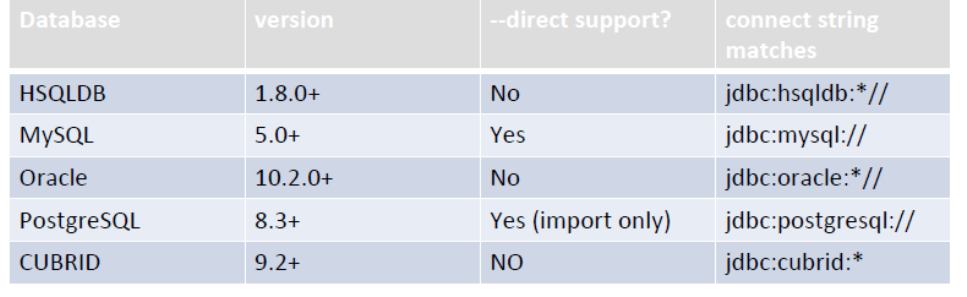 Database version --direct support? connect string
matches
HSQLDB 1.8.0+ No jdbc:hsqldb:*//
MySQL 5.0+ Yes jdbc:mysql://
Oracle 10.2.0+ No jdbc:oracle:*//
PostgreSQL 8.3+ Yes (import only) jdbc:postgresql://
CUBRID 9.2+ NO jdbc:cubrid:*